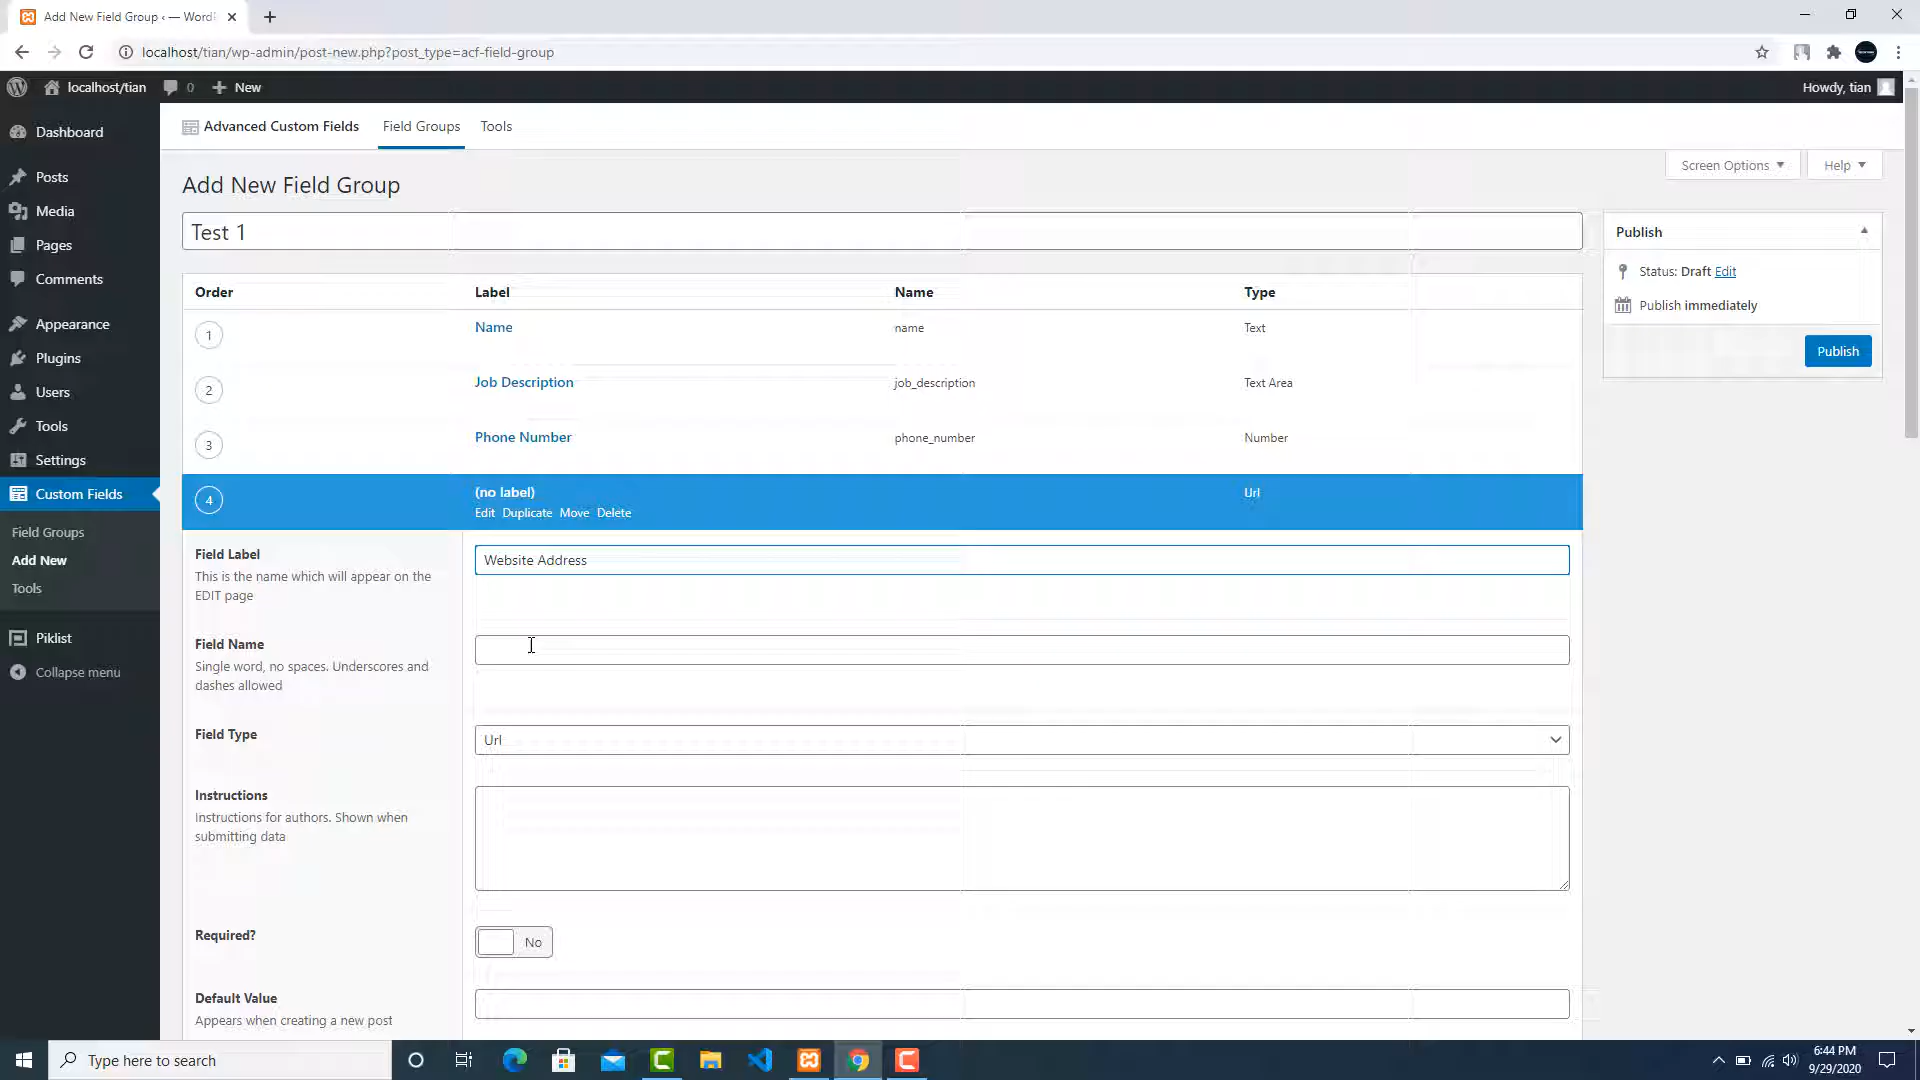 Add New Field Group ‹ — Word
localhost/tian/wp-admin/post-new.php?post_type=acf-field-group
localhost/tian
0
New
Howdy, tian
Dashboard
Posts
Media
Pages
Comments
Appearance
Plugins
Users
Tools
Settings
Custom Fields
Field Groups
Add New
Tools
Piklist
Collapse menu
Advanced Custom Fields
Field Groups
Tools
Screen Options
Help
Add New Field Group
Test 1
Order Label Name Type
1 Name name Text
2 Job Description job_description Text Area
3 Phone Number phone_number Number
4 (no label) Url
Edit Duplicate Move Delete
Field Label
This is the name which will appear on the
EDIT page
Website Address
Field Name
Single word, no spaces. Underscores and
dashes allowed
Field Type
Url
Instructions
Instructions for authors. Shown when
submitting data
Required?
No
Default Value
Appears when creating a new post
Publish
Status: Draft Edit
Publish immediately
Publish
Type here to search
6:44 PM
9/29/2020